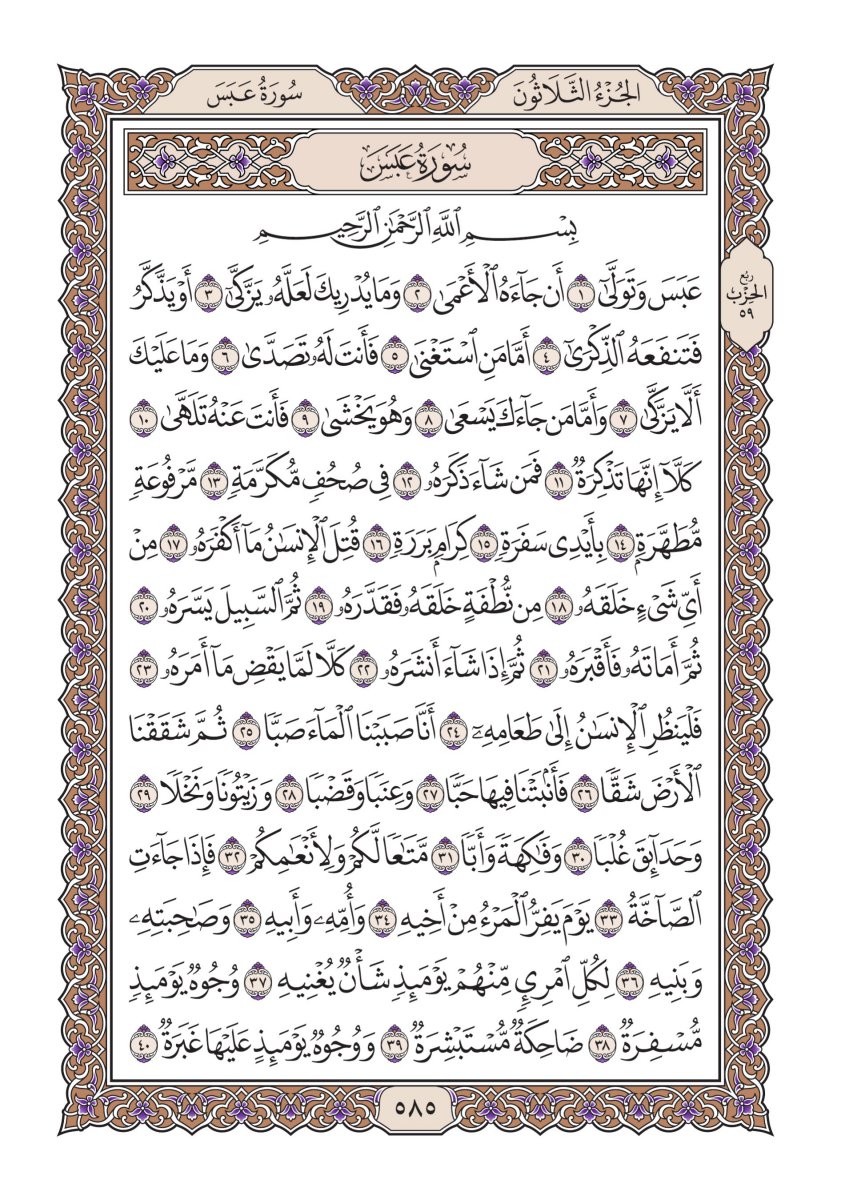 الجُزْءُ الثَّلَاثُونَ
سُورَةُ عَبَسَ
سُورَةُ عَبَسَ
بِسْمِ ٱللَّهِ ٱلرَّحْمَٰنِ ٱلرَّحِيمِ
عَبَسَ وَتَوَلَّىٰٓ ١ أَن جَآءَهُ ٱلْأَعْمَىٰ ٢ وَمَا يُدْرِيكَ لَعَلَّهُۥ يَزَّكَّىٰٓ ٣ أَوْ يَذَّكَّرُ
فَتَنفَعَهُ ٱلذِّكْرَىٰٓ ٤ أَمَّا مَنِ ٱسْتَغْنَىٰ ٥ فَأَنتَ لَهُۥ تَصَدَّىٰ ٦ وَمَا عَلَيْكَ
أَلَّا يَزَّكَّىٰ ٧ وَأَمَّا مَن جَآءَكَ يَسْعَىٰ ٨ وَهُوَ يَخْشَىٰ ٩ فَأَنتَ عَنْهُ تَلَهَّىٰ ١٠
كَلَّآ إِنَّهَا تَذْكِرَةٌ ١١ فَمَن شَآءَ ذَكَرَهُۥ ١٢ فِى صُحُفٍ مُّكَرَّمَةٍ ١٣ مَّرْفُوعَةٍ
مُّطَهَّرَةٍۭ ١٤ بِأَيْدِى سَفَرَةٍ ١٥ كِرَامٍۭ بَرَرَةٍ ١٦ قُتِلَ ٱلْإِنسَٰنُ مَآ أَكْفَرَهُۥ ١٧ مِنْ
أَىِّ شَىْءٍ خَلَقَهُۥ ١٨ مِن نُّطْفَةٍ خَلَقَهُۥ فَقَدَّرَهُۥ ١٩ ثُمَّ ٱلسَّبِيلَ يَسَّرَهُۥ ٢٠
ثُمَّ أَمَاتَهُۥ فَأَقْبَرَهُۥ ٢١ ثُمَّ إِذَا شَآءَ أَنشَرَهُۥ ٢٢ كَلَّا لَمَّا يَقْضِ مَآ أَمَرَهُۥ ٢٣
فَلْيَنظُرِ ٱلْإِنسَٰنُ إِلَىٰ طَعَامِهِۦٓ ٢٤ أَنَّا صَبَبْنَا ٱلْمَآءَ صَبًّا ٢٥ ثُمَّ شَقَقْنَا
ٱلْأَرْضَ شَقًّا ٢٦ فَأَنۢبَتْنَا فِيهَا حَبًّا ٢٧ وَعِنَبًا وَقَضْبًا ٢٨ وَزَيْتُونًا وَنَخْلًا ٢٩
وَحَدَآئِقَ غُلْبًا ٣٠ وَفَٰكِهَةً وَأَبًّا ٣١ مَّتَٰعًا لَّكُمْ وَلِأَنْعَٰمِكُمْ ٣٢ فَإِذَا جَآءَتِ
ٱلصَّآخَّةُ ٣٣ يَوْمَ يَفِرُّ ٱلْمَرْءُ مِنْ أَخِيهِ ٣٤ وَأُمِّهِۦ وَأَبِيهِ ٣٥ وَصَٰحِبَتِهِۦ
وَبَنِيهِ ٣٦ لِكُلِّ ٱمْرِئٍ مِّنْهُمْ يَوْمَئِذٍ شَأْنٌ يُغْنِيهِ ٣٧ وُجُوهٌ يَوْمَئِذٍ
مُّسْفِرَةٌ ٣٨ ضَاحِكَةٌ مُّسْتَبْشِرَةٌ ٣٩ وَوُجُوهٌ يَوْمَئِذٍ عَلَيْهَا غَبَرَةٌ ٤٠
رُبْع
الحِزْب
٥٩
٥٨٥